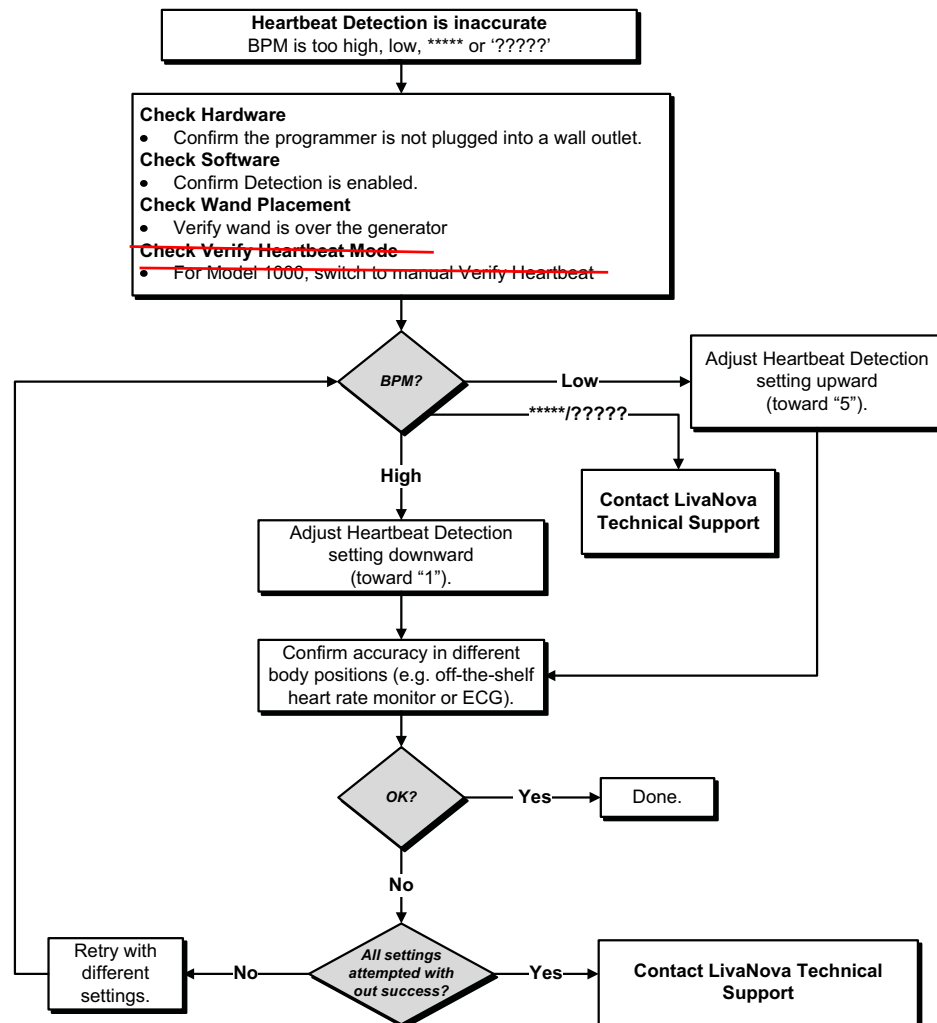 Heartbeat Detection is inaccurate
BPM is too high, low, ***** or ‘?????’
Check Hardware
• Confirm the programmer is not plugged into a wall outlet.
Check Software
• Confirm Detection is enabled.
Check Wand Placement
• Verify wand is over the generator
Check Verify Heartbeat Mode
• For Model 1000, switch to manual Verify Heartbeat
BPM?
Low
Adjust Heartbeat Detection
setting upward
(toward “5”).
*****/?????
Contact LivaNova
Technical Support
High
Adjust Heartbeat Detection
setting downward
(toward “1”).
Confirm accuracy in different
body positions (e.g. off-the-shelf
heart rate monitor or ECG).
OK?
Yes
Done.
No
All settings
attempted with
out success?
No
Retry with
different
settings.
Yes
Contact LivaNova Technical
Support